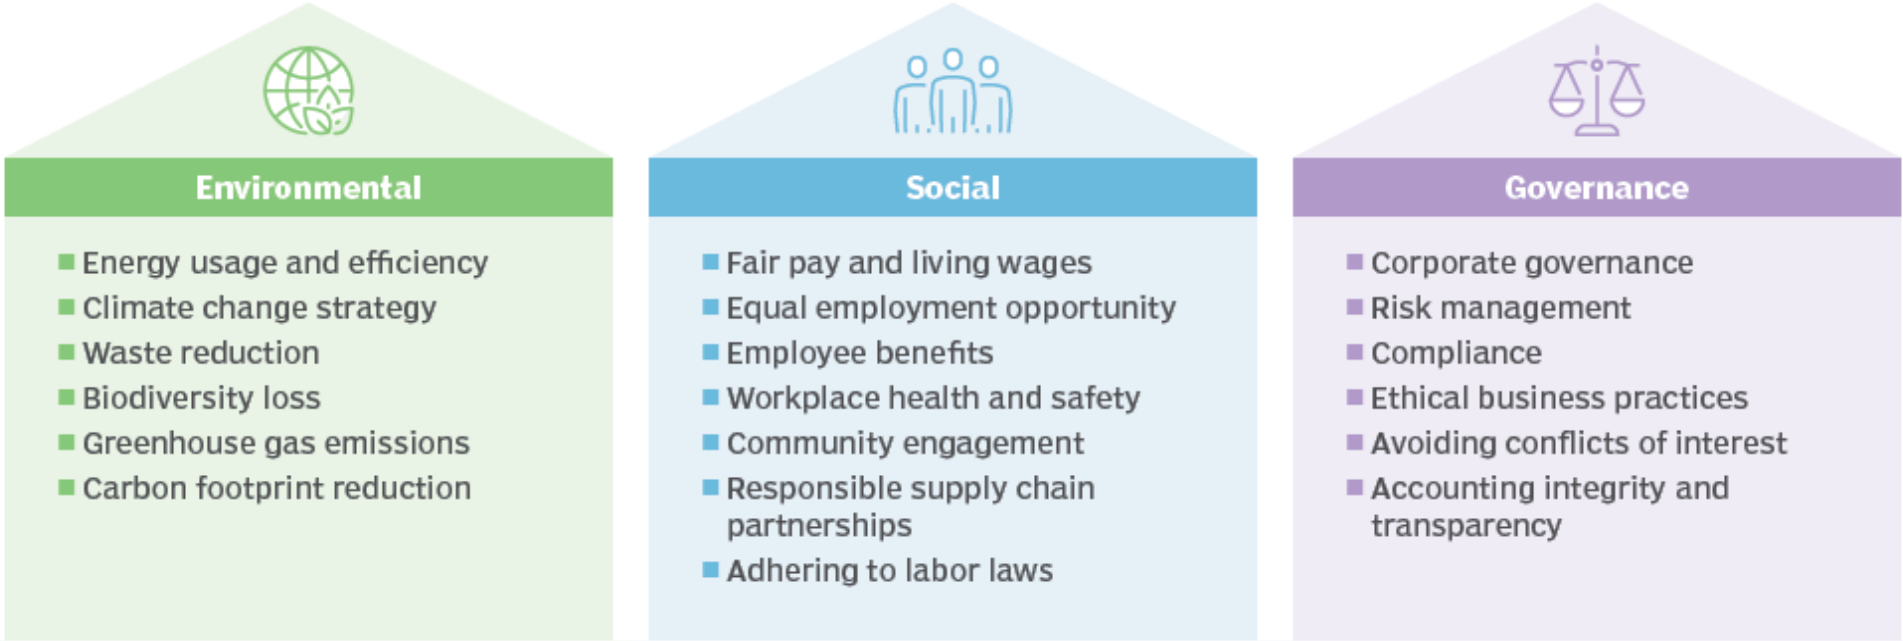 Environmental
Energy usage and efficiency
Climate change strategy
Waste reduction
Biodiversity loss
Greenhouse gas emissions
Carbon footprint reduction
Social
Fair pay and living wages
Equal employment opportunity
Employee benefits
Workplace health and safety
Community engagement
Responsible supply chain
partnerships
Adhering to labor laws
Governance
Corporate governance
Risk management
Compliance
Ethical business practices
Avoiding conflicts of interest
Accounting integrity and
transparency